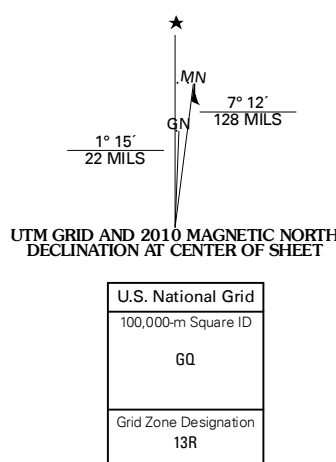 MN
GN
7° 12´
128 MILS
1° 15´
22 MILS
UTM GRID AND 2010 MAGNETIC NORTH
DECLINATION AT CENTER OF SHEET
U.S. National Grid
100,000-m Square ID
GQ
Grid Zone Designation
13R